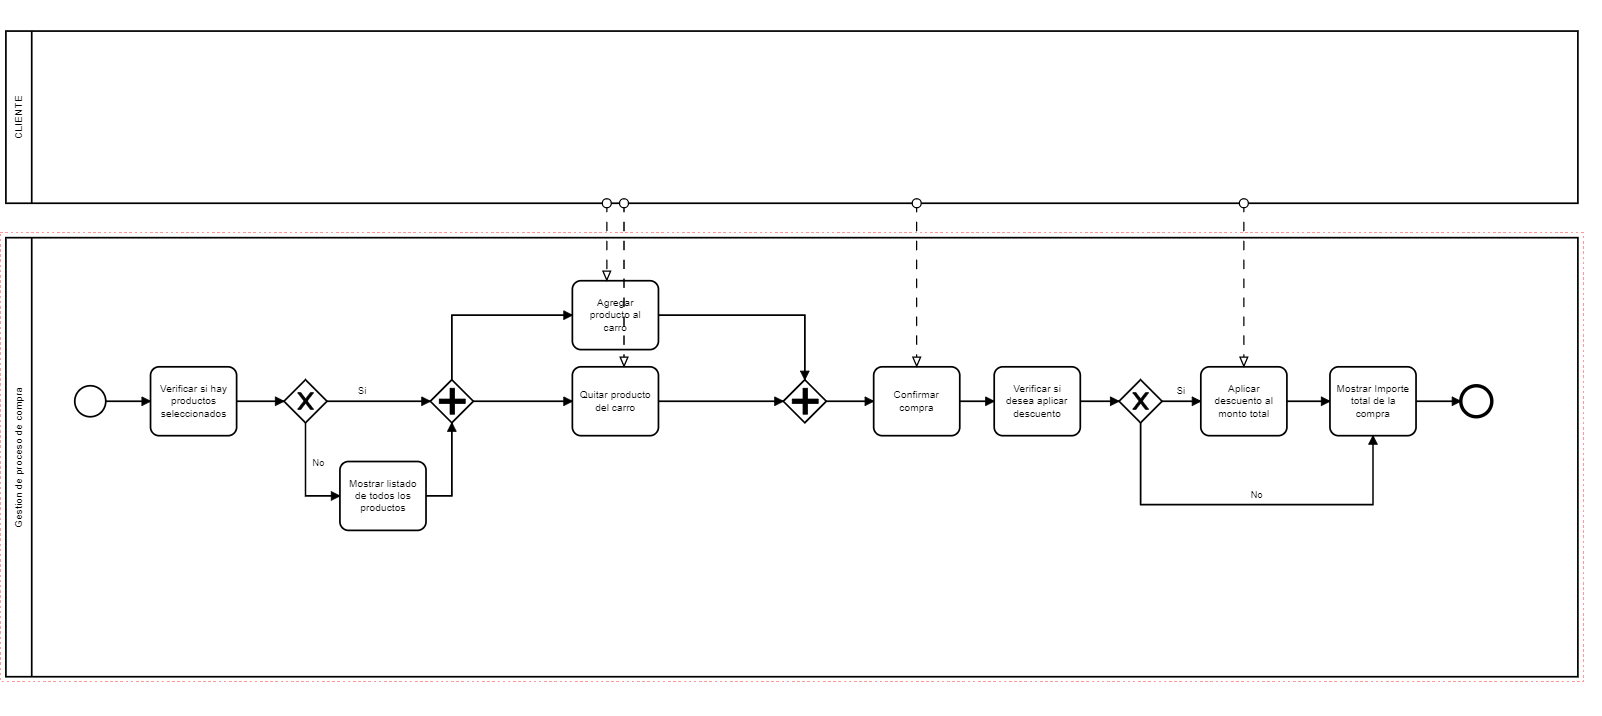 CLIENTE
Gestion de proceso de compra
Verificar si hay
productos
seleccionados
Si
No
Mostrar listado
de todos los
productos
Agregar
producto al
carro
Quitar producto
del carro
Confirmar
compra
Verificar si
desea aplicar
descuento
Si
No
Aplicar
descuento al
monto total
Mostrar Importe
total de la
compra